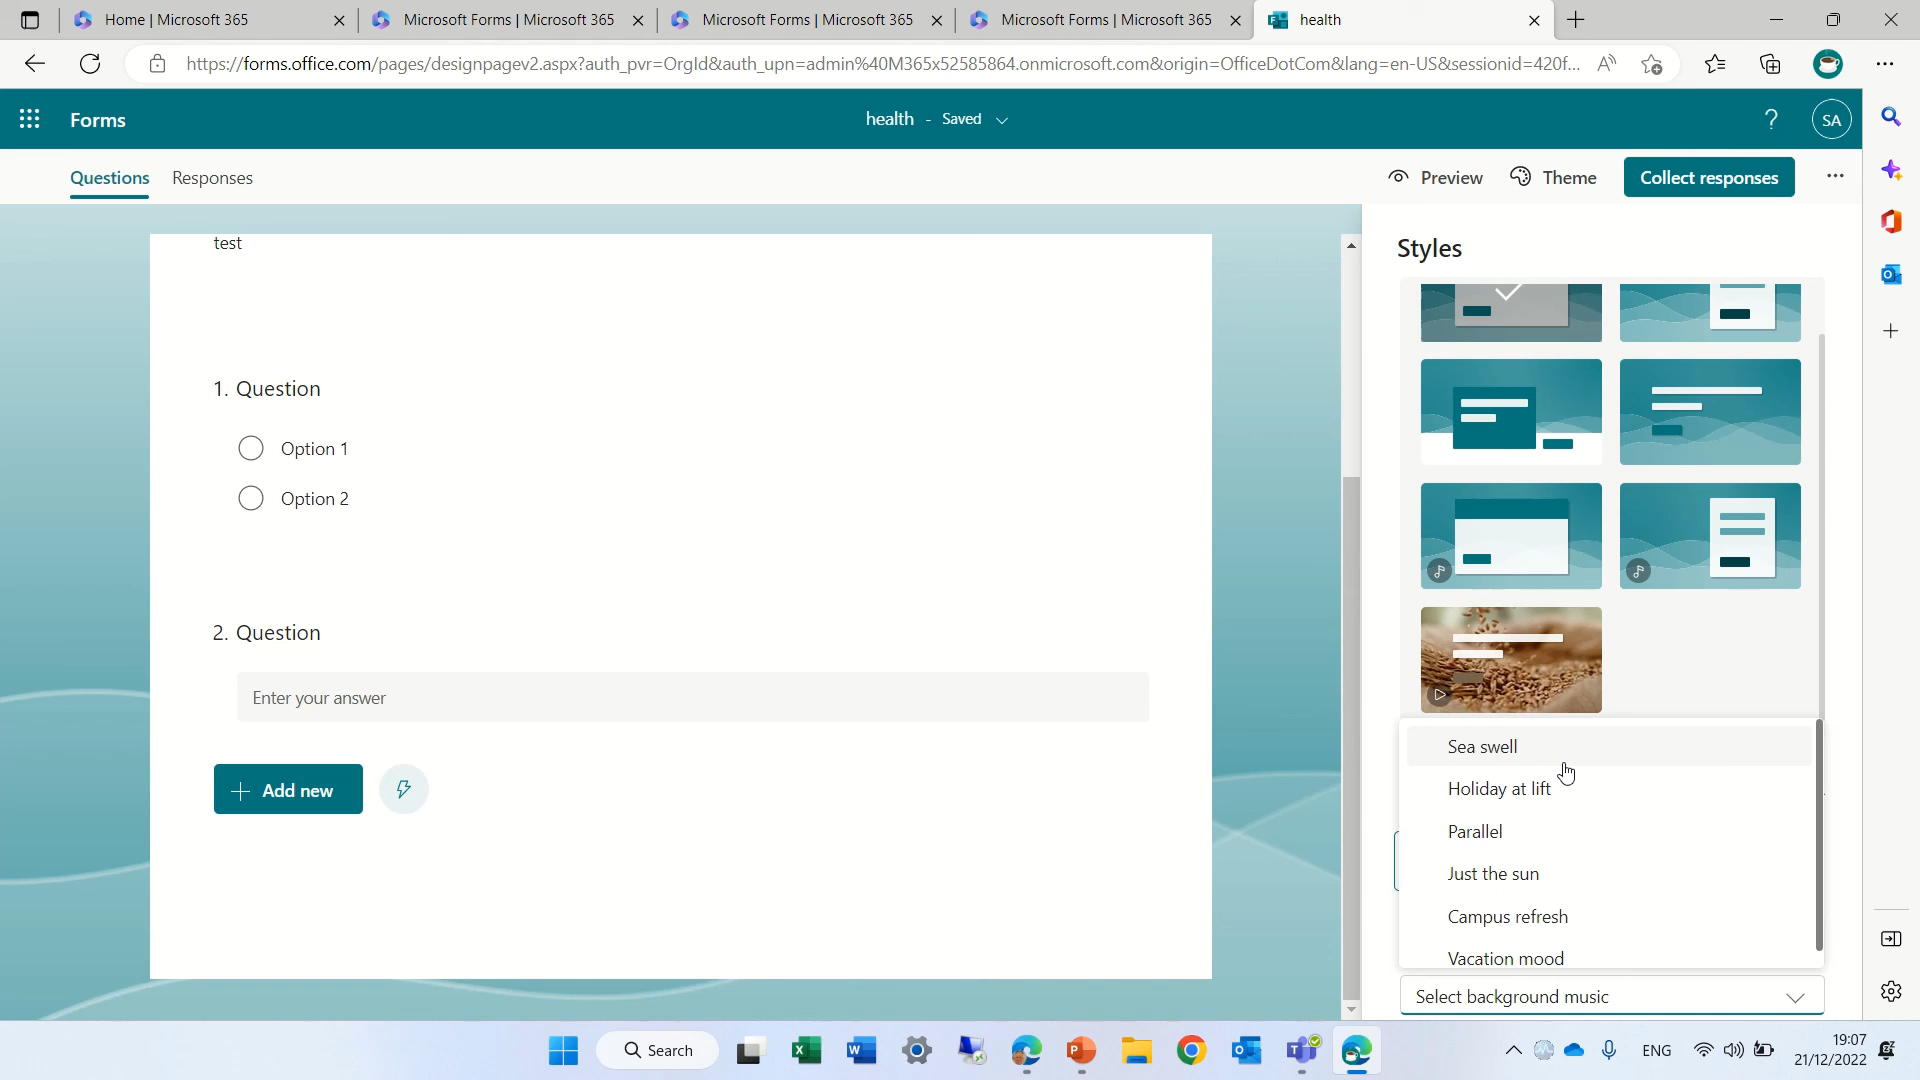 Home | Microsoft 365
Microsoft Forms | Microsoft 365
Microsoft Forms | Microsoft 365
Microsoft Forms | Microsoft 365
health
https://forms.office.com/pages/designpagev2.aspx?auth_pvr=OrgId&auth_upn=admin%40M365x52585864.onmicrosoft.com&origin=OfficeDotCom&lang=en-US&sessionid=420f...
Forms
health - Saved
?
SA
Questions
Responses
Preview
Theme
Collect responses
test
1. Question
Option 1
Option 2
2. Question
Enter your answer
Add new
Styles
Sea swell
Holiday at lift
Parallel
Just the sun
Campus refresh
Vacation mood
Select background music
Search
ENG
19:07
21/12/2022